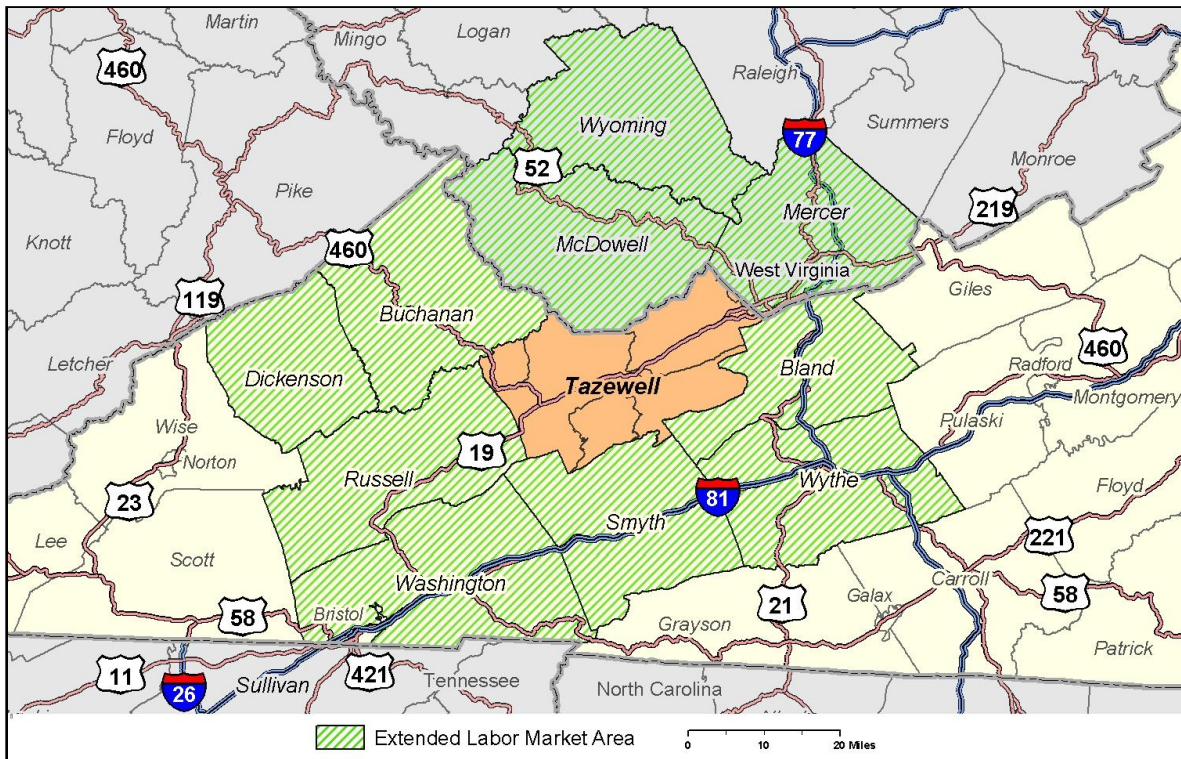 Martin
Mingo
Logan
460
Raleigh
Floyd
Wyoming
Summers
77
52
Monroe
Pike
219
Mercer
Knott
McDowell
460
West Virginia
119
Giles
Buchanan
460
Letcher
Radford
Dickenson
Bland
Tazewell
Montgomery
Wise
Pulaski
19
Norton
Russell
Wythe
23
81
Floyd
Smyth
221
Lee
Scott
Washington
Carroll
58
Bristol
21
Galax
58
Grayson
Patrick
11
421
Tennessee
26
Sullivan
North Carolina
Extended Labor Market Area
0 10 20 Miles